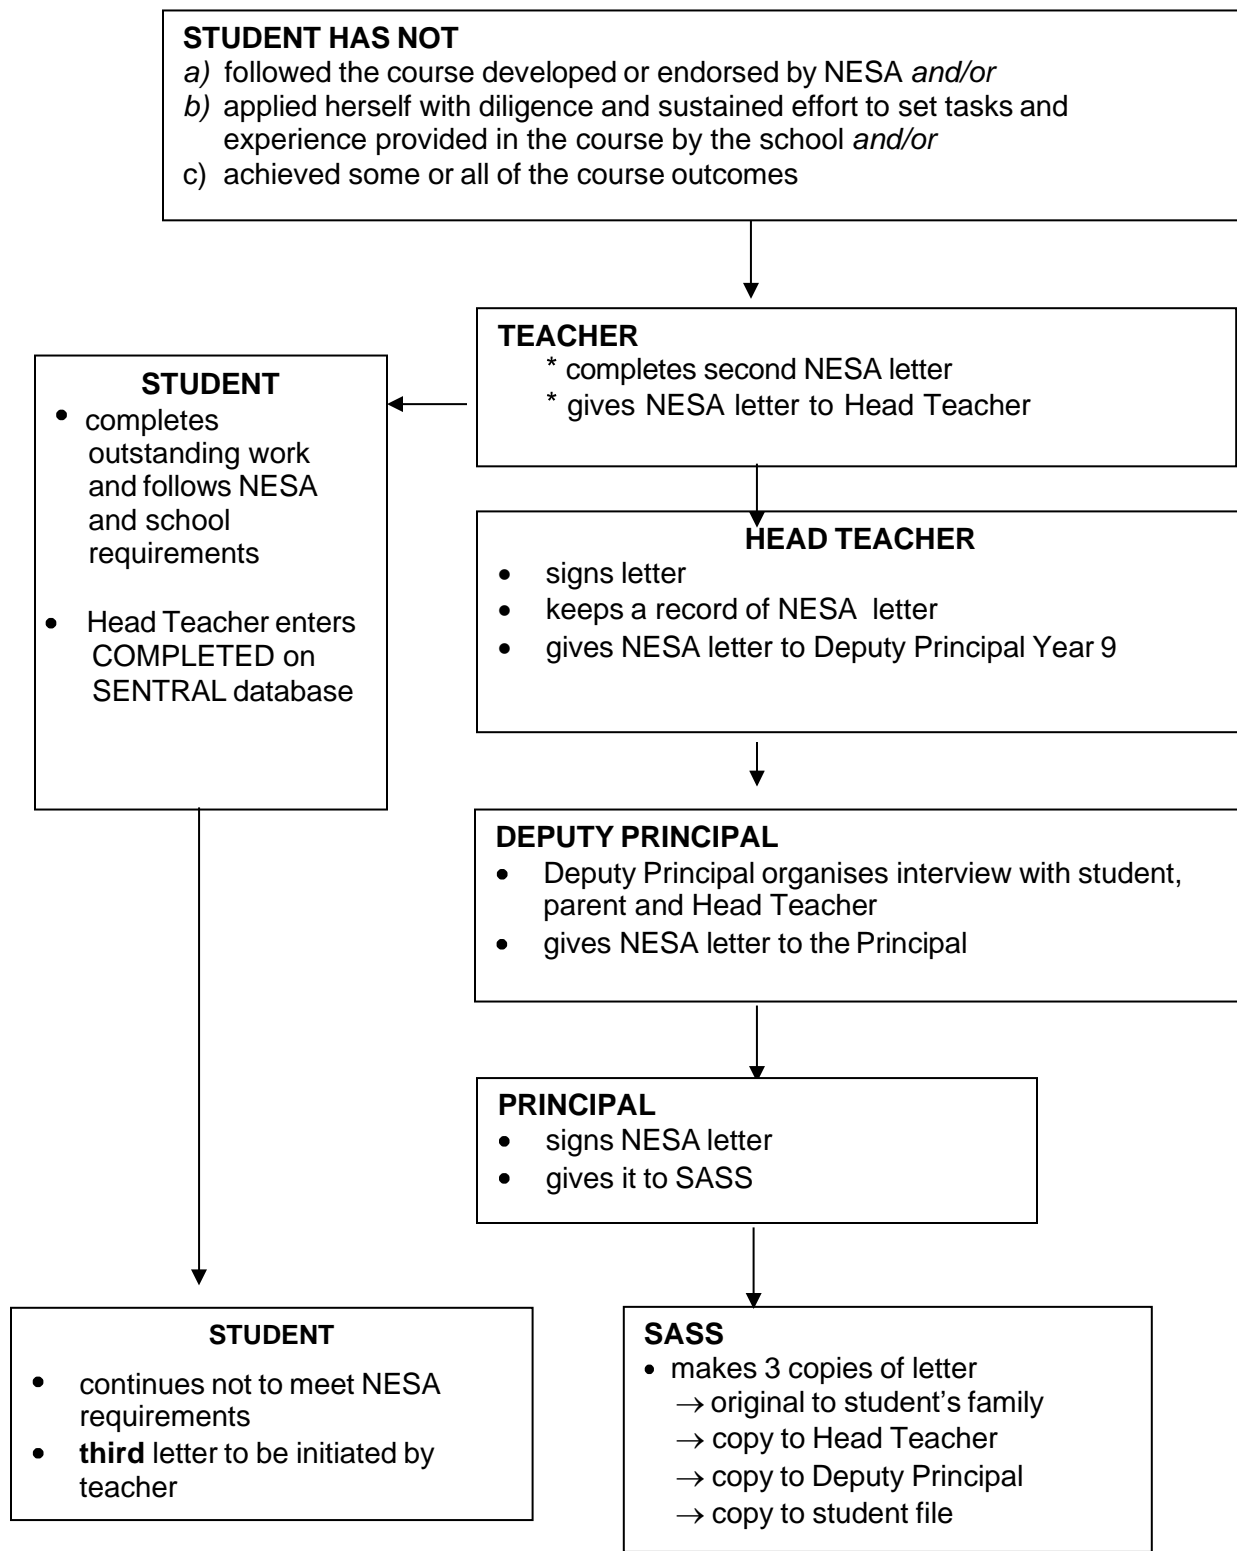 STUDENT HAS NOT
a) followed the course developed or endorsed by NESA and/or
b) applied herself with diligence and sustained effort to set tasks and
experience provided in the course by the school and/or
c) achieved some or all of the course outcomes
TEACHER
* completes second NESA letter
* gives NESA letter to Head Teacher
STUDENT
• completes
outstanding work
and follows NESA
and school
requirements
• Head Teacher enters
COMPLETED on
SENTRAL database
HEAD TEACHER
• signs letter
• keeps a record of NESA letter
• gives NESA letter to Deputy Principal Year 9
DEPUTY PRINCIPAL
• Deputy Principal organises interview with student,
parent and Head Teacher
• gives NESA letter to the Principal
PRINCIPAL
• signs NESA letter
• gives it to SASS
STUDENT
• continues not to meet NESA
requirements
• third letter to be initiated by
teacher
SASS
• makes 3 copies of letter
→ original to student's family
→ copy to Head Teacher
→ copy to Deputy Principal
→ copy to student file